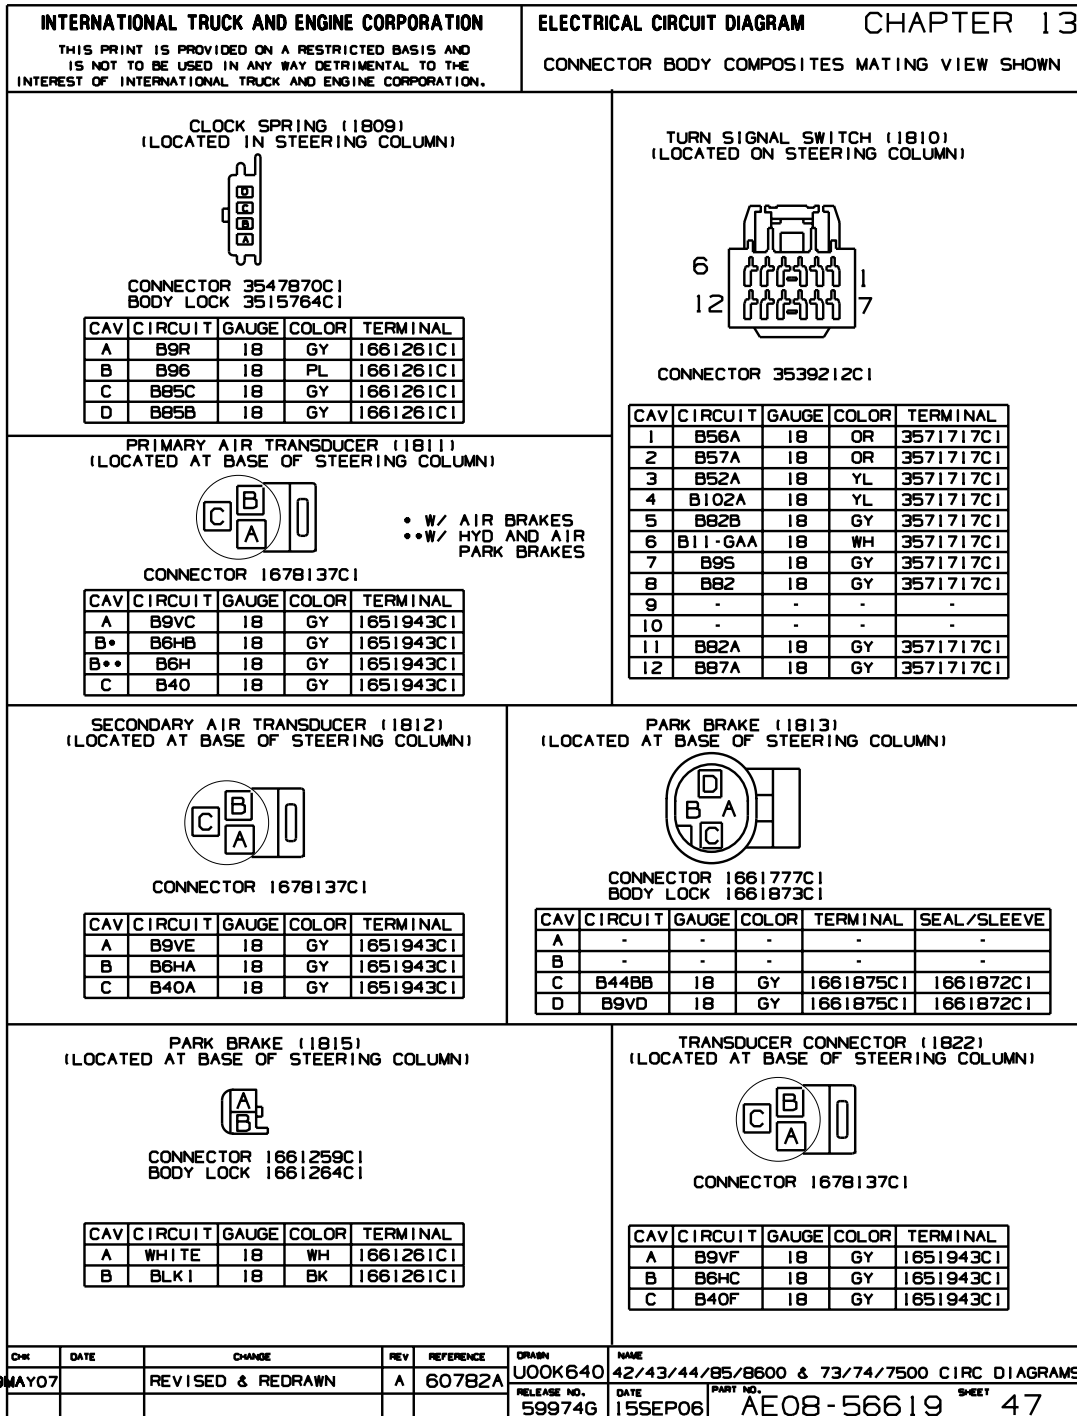 INTERNATIONAL TRUCK AND ENGINE CORPORATION
THIS PRINT IS PROVIDED ON A RESTRICTED BASIS AND
IS NOT TO BE USED IN ANY WAY DETRIMENTAL TO THE
INTEREST OF INTERNATIONAL TRUCK AND ENGINE CORPORATION.
ELECTRICAL CIRCUIT DIAGRAM CHAPTER 13
CONNECTOR BODY COMPOSITES MATING VIEW SHOWN
CLOCK SPRING (1809)
(LOCATED IN STEERING COLUMN)
D
C
B
A
CONNECTOR 3547870C1
BODY LOCK 3515764C1
CAV CIRCUIT GAUGE COLOR TERMINAL
A B9R 18 GY 1661261C1
B B96 18 PL 1661261C1
C B85C 18 GY 1661261C1
D B85B 18 GY 1661261C1
TURN SIGNAL SWITCH (1810)
(LOCATED ON STEERING COLUMN)
6 1
12 7
CONNECTOR 3539212C1
CAV CIRCUIT GAUGE COLOR TERMINAL
1 B56A 18 OR 3571717C1
2 B57A 18 OR 3571717C1
3 B52A 18 YL 3571717C1
4 B102A 18 YL 3571717C1
5 B82B 18 GY 3571717C1
6 B11-GAA 18 WH 3571717C1
7 B9S 18 GY 3571717C1
8 B82 18 GY 3571717C1
9 - - - -
10 - - - -
11 B82A 18 GY 3571717C1
12 B87A 18 GY 3571717C1
PRIMARY AIR TRANSDUCER (1811)
(LOCATED AT BASE OF STEERING COLUMN)
B
C
A
• W/ AIR BRAKES
••W/ HYD AND AIR
PARK BRAKES
CONNECTOR 1678137C1
CAV CIRCUIT GAUGE COLOR TERMINAL
A B9VC 18 GY 1651943C1
B• B6HB 18 GY 1651943C1
B•• B6H 18 GY 1651943C1
C B40 18 GY 1651943C1
SECONDARY AIR TRANSDUCER (1812)
(LOCATED AT BASE OF STEERING COLUMN)
B
C
A
CONNECTOR 1678137C1
CAV CIRCUIT GAUGE COLOR TERMINAL
A B9VE 18 GY 1651943C1
B B6HA 18 GY 1651943C1
C B40A 18 GY 1651943C1
PARK BRAKE (1813)
(LOCATED AT BASE OF STEERING COLUMN)
D
B A
C
CONNECTOR 1661777C1
BODY LOCK 1661873C1
CAV CIRCUIT GAUGE COLOR TERMINAL SEAL/SLEEVE
A - - - - -
B - - - - -
C B44BB 18 GY 1661875C1 1661872C1
D B9VD 18 GY 1661875C1 1661872C1
PARK BRAKE (1815)
(LOCATED AT BASE OF STEERING COLUMN)
A
B
CONNECTOR 1661259C1
BODY LOCK 1661264C1
CAV CIRCUIT GAUGE COLOR TERMINAL
A WHITE 18 WH 1661261C1
B BLK1 18 BK 1661261C1
TRANSDUCER CONNECTOR (1822)
(LOCATED AT BASE OF STEERING COLUMN)
B
C
A
CONNECTOR 1678137C1
CAV CIRCUIT GAUGE COLOR TERMINAL
A B9VF 18 GY 1651943C1
B B6HC 18 GY 1651943C1
C B40F 18 GY 1651943C1
CHK DATE CHANGE REV REFERENCE
MAY07 REVISED & REDRAWN A 60782A
DRAWN
U00K640
NAME
42/43/44/85/8600 & 73/74/7500 CIRC DIAGRAMS
RELEASE NO.
59974G
DATE
15SEP06
PART NO.
AE08-56619
SHEET 47